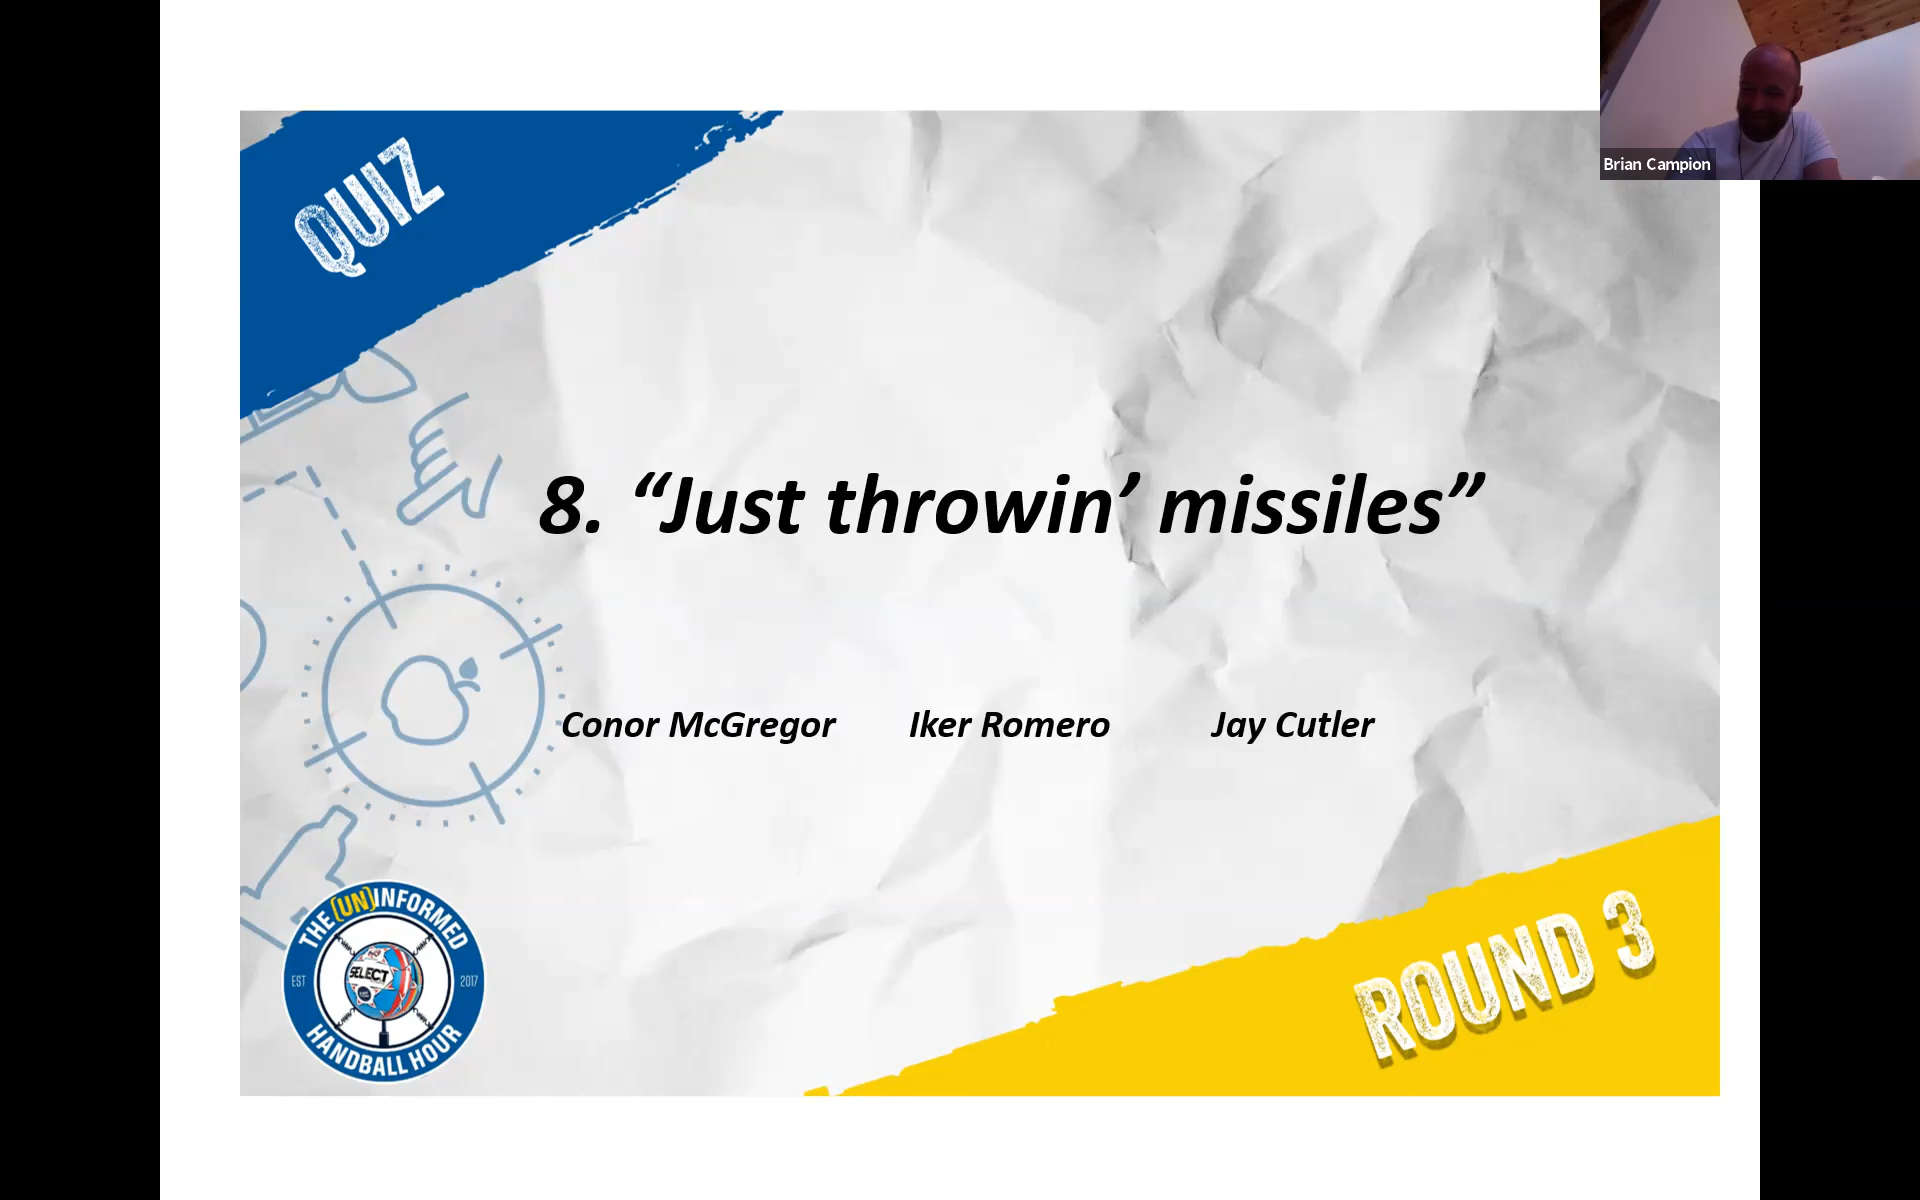 Brian Campion
QUIZ
8. “Just throwin’ missiles”
Conor McGregor Iker Romero Jay Cutler
THE (UN)INFORMED
EST 2017
SELECT
HANDBALL HOUR
ROUND 3